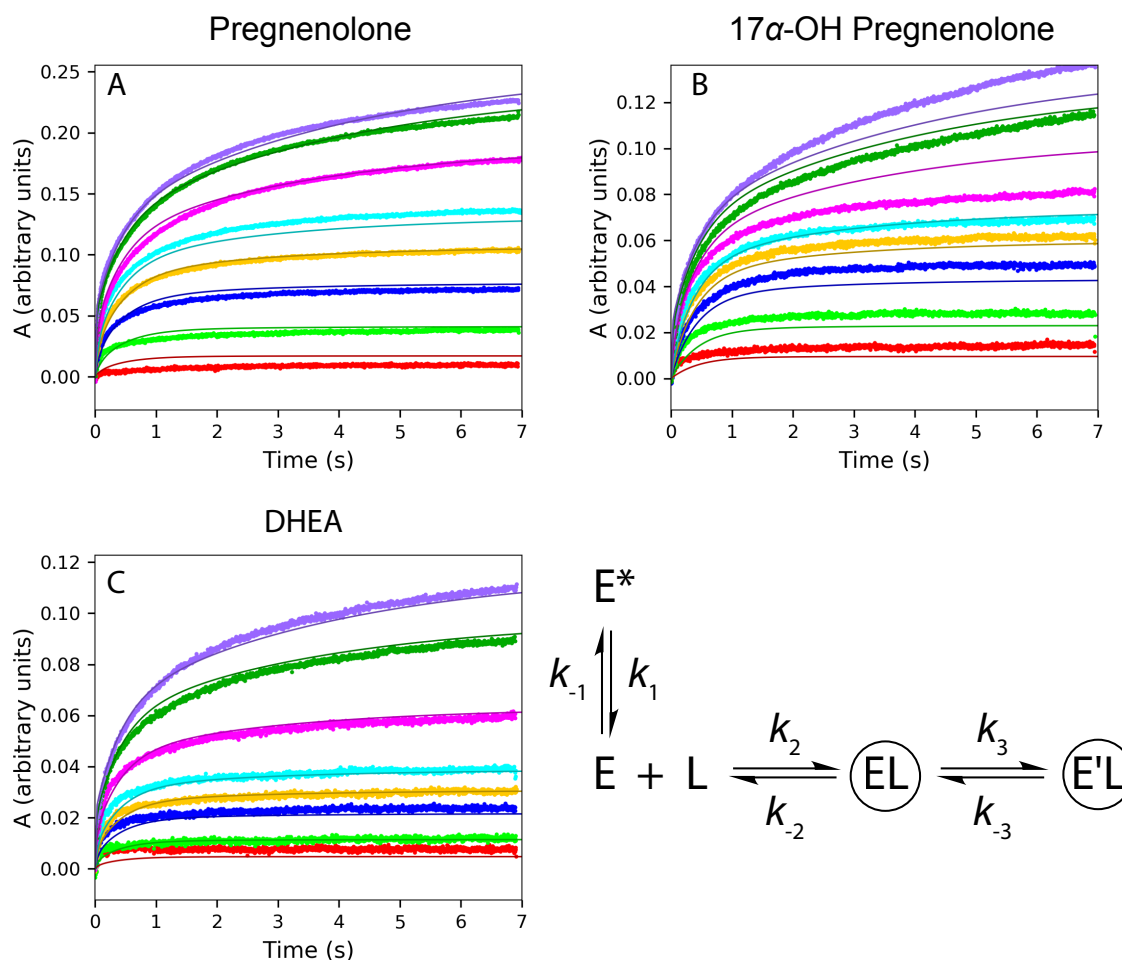 Pregnenolone
17α-OH Pregnenolone
A
A (arbitrary units)
0.25
0.20
0.15
0.10
0.05
0.00
0 1 2 3 4 5 6 7
Time (s)
B
A (arbitrary units)
0.12
0.10
0.08
0.06
0.04
0.02
0.00
0 1 2 3 4 5 6 7
Time (s)
DHEA
C
A (arbitrary units)
0.12
0.10
0.08
0.06
0.04
0.02
0.00
0 1 2 3 4 5 6 7
Time (s)
E*
k-1 k1
k2 k3
E + L EL E'L
k-2 k-3